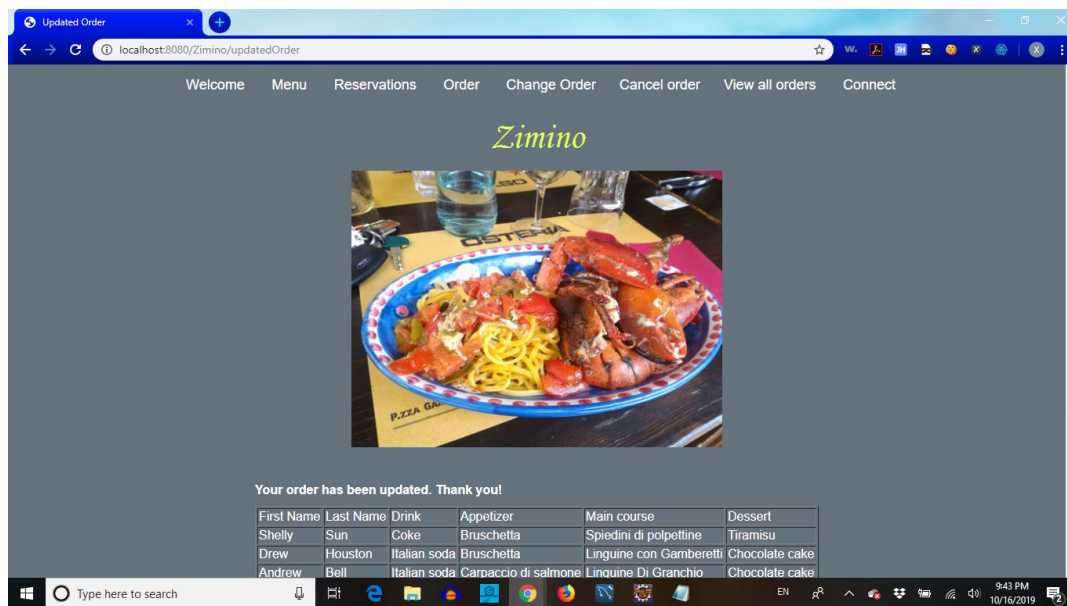 Updated Order
localhost:8080/Zimino/updatedOrder
W.
JH
X
Welcome Menu Reservations Order Change Order Cancel order View all orders Connect
Zimino
OSTERIA
P.ZZA
Your order has been updated. Thank you!
First Name Last Name Drink Appetizer Main course Dessert
Shelly Sun Coke Bruschetta Spiedini di polpettine Tiramisu
Drew Houston Italian soda Bruschetta Linguine con Gamberetti Chocolate cake
Andrew Bell Italian soda Carpaccio di salmone Linguine Di Granchio Chocolate cake
Type here to search
EN
9:43 PM
10/16/2019
2